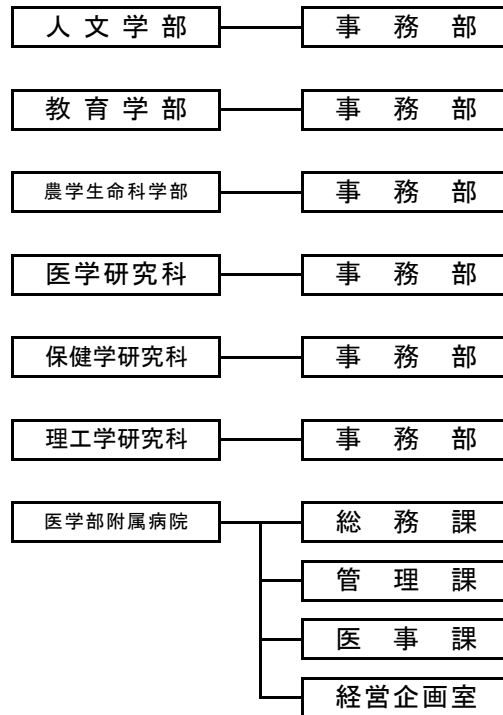 人文学部 事務部
教育学部 事務部
農学生命科学部 事務部
医学研究科 事務部
保健学研究科 事務部
理工学研究科 事務部
医学部附属病院 総務課
管理課
医事課
経営企画室